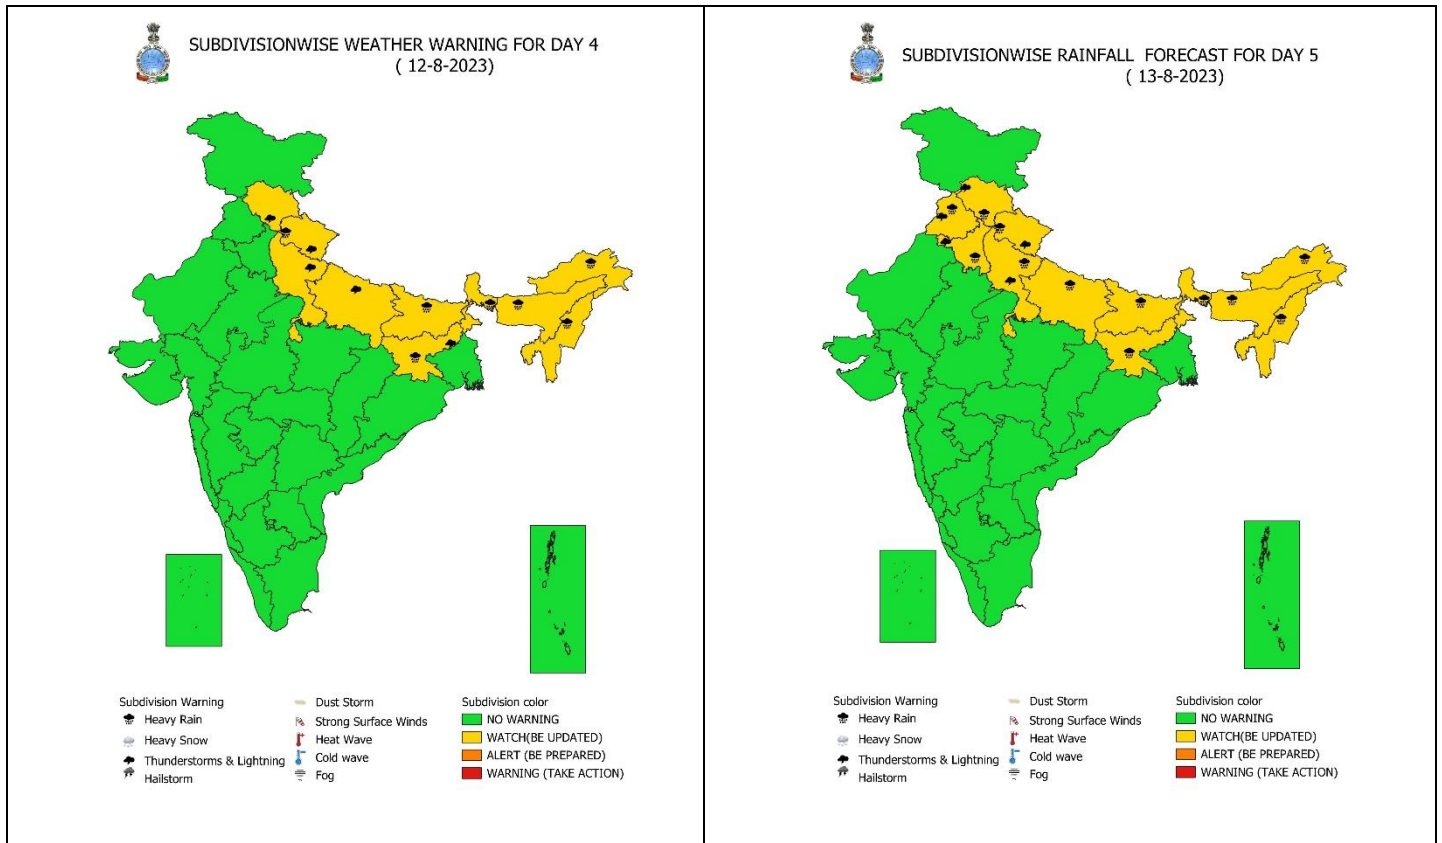 SUBDIVISIONWISE WEATHER WARNING FOR DAY 4
( 12-8-2023)
Subdivision Warning
Heavy Rain
Heavy Snow
Thunderstorms & Lightning
Hailstorm
Dust Storm
Strong Surface Winds
Heat Wave
Cold wave
Fog
Subdivision color
NO WARNING
WATCH(BE UPDATED)
ALERT (BE PREPARED)
WARNING (TAKE ACTION)
SUBDIVISIONWISE RAINFALL FORECAST FOR DAY 5
( 13-8-2023)
Subdivision Warning
Heavy Rain
Heavy Snow
Thunderstorms & Lightning
Hailstorm
Dust Storm
Strong Surface Winds
Heat Wave
Cold wave
Fog
Subdivision color
NO WARNING
WATCH(BE UPDATED)
ALERT (BE PREPARED)
WARNING (TAKE ACTION)